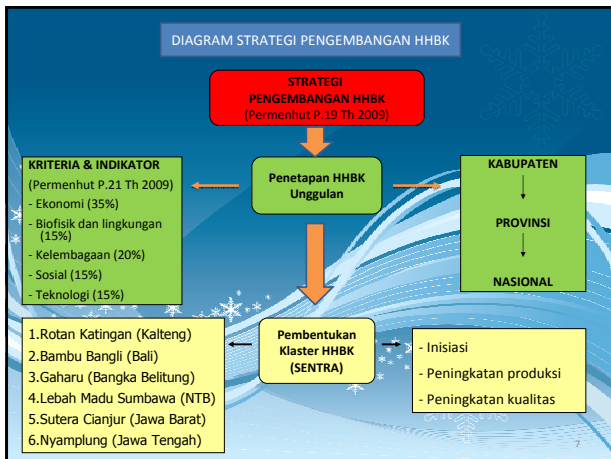 DIAGRAM STRATEGI PENGEMBANGAN HHBK
STRATEGI
PENGEMBANGAN HHBK
(Permenhut P.19 Th 2009)
KRITERIA & INDIKATOR
(Permenhut P.21 Th 2009)
- Ekonomi (35%)
- Biofisik dan lingkungan
(15%)
- Kelembagaan (20%)
- Sosial (15%)
- Teknologi (15%)
Penetapan HHBK
Unggulan
KABUPATEN
PROVINSI
NASIONAL
1.Rotan Katingan (Kalteng)
2.Bambu Bangli (Bali)
3.Gaharu (Bangka Belitung)
4.Lebah Madu Sumbawa (NTB)
5.Sutera Cianjur (Jawa Barat)
6.Nyamplung (Jawa Tengah)
Pembentukan
Klaster HHBK
(SENTRA)
- Inisiasi
- Peningkatan produksi
- Peningkatan kualitas
7